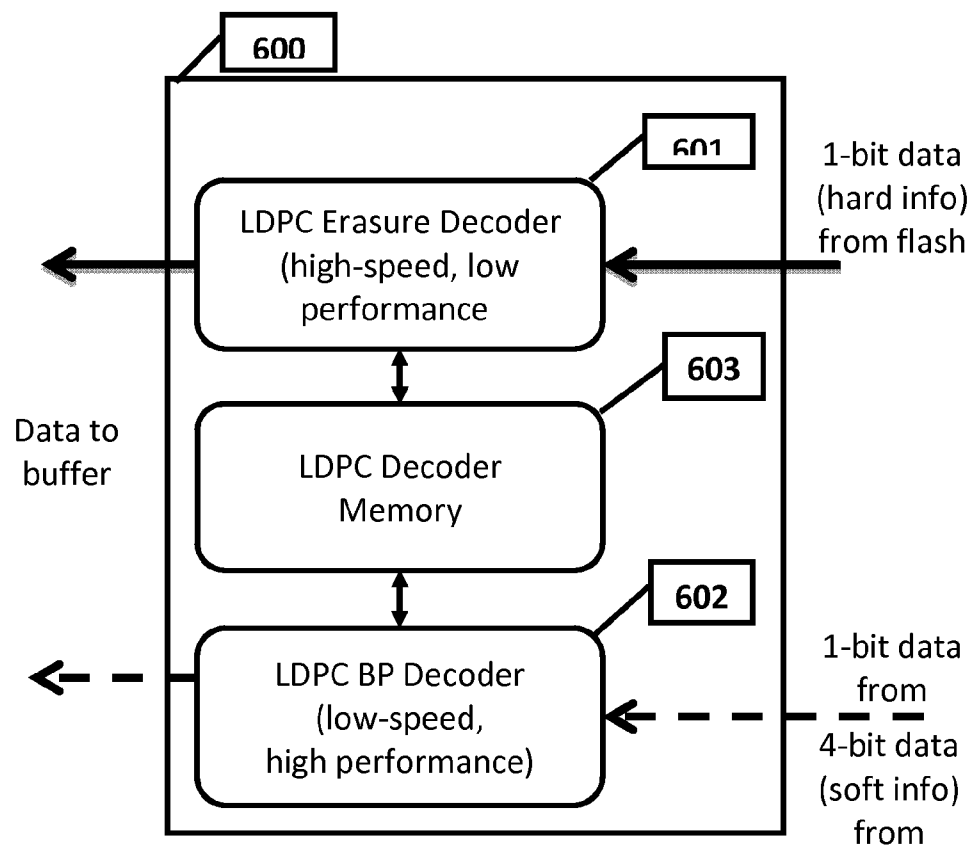 600
601
1-bit data
(hard info)
from flash
LDPC Erasure Decoder
(high-speed, low
performance
603
Data to
buffer
LDPC Decoder
Memory
602
1-bit data
from
LDPC BP Decoder
(low-speed,
high performance)
4-bit data
(soft info)
from